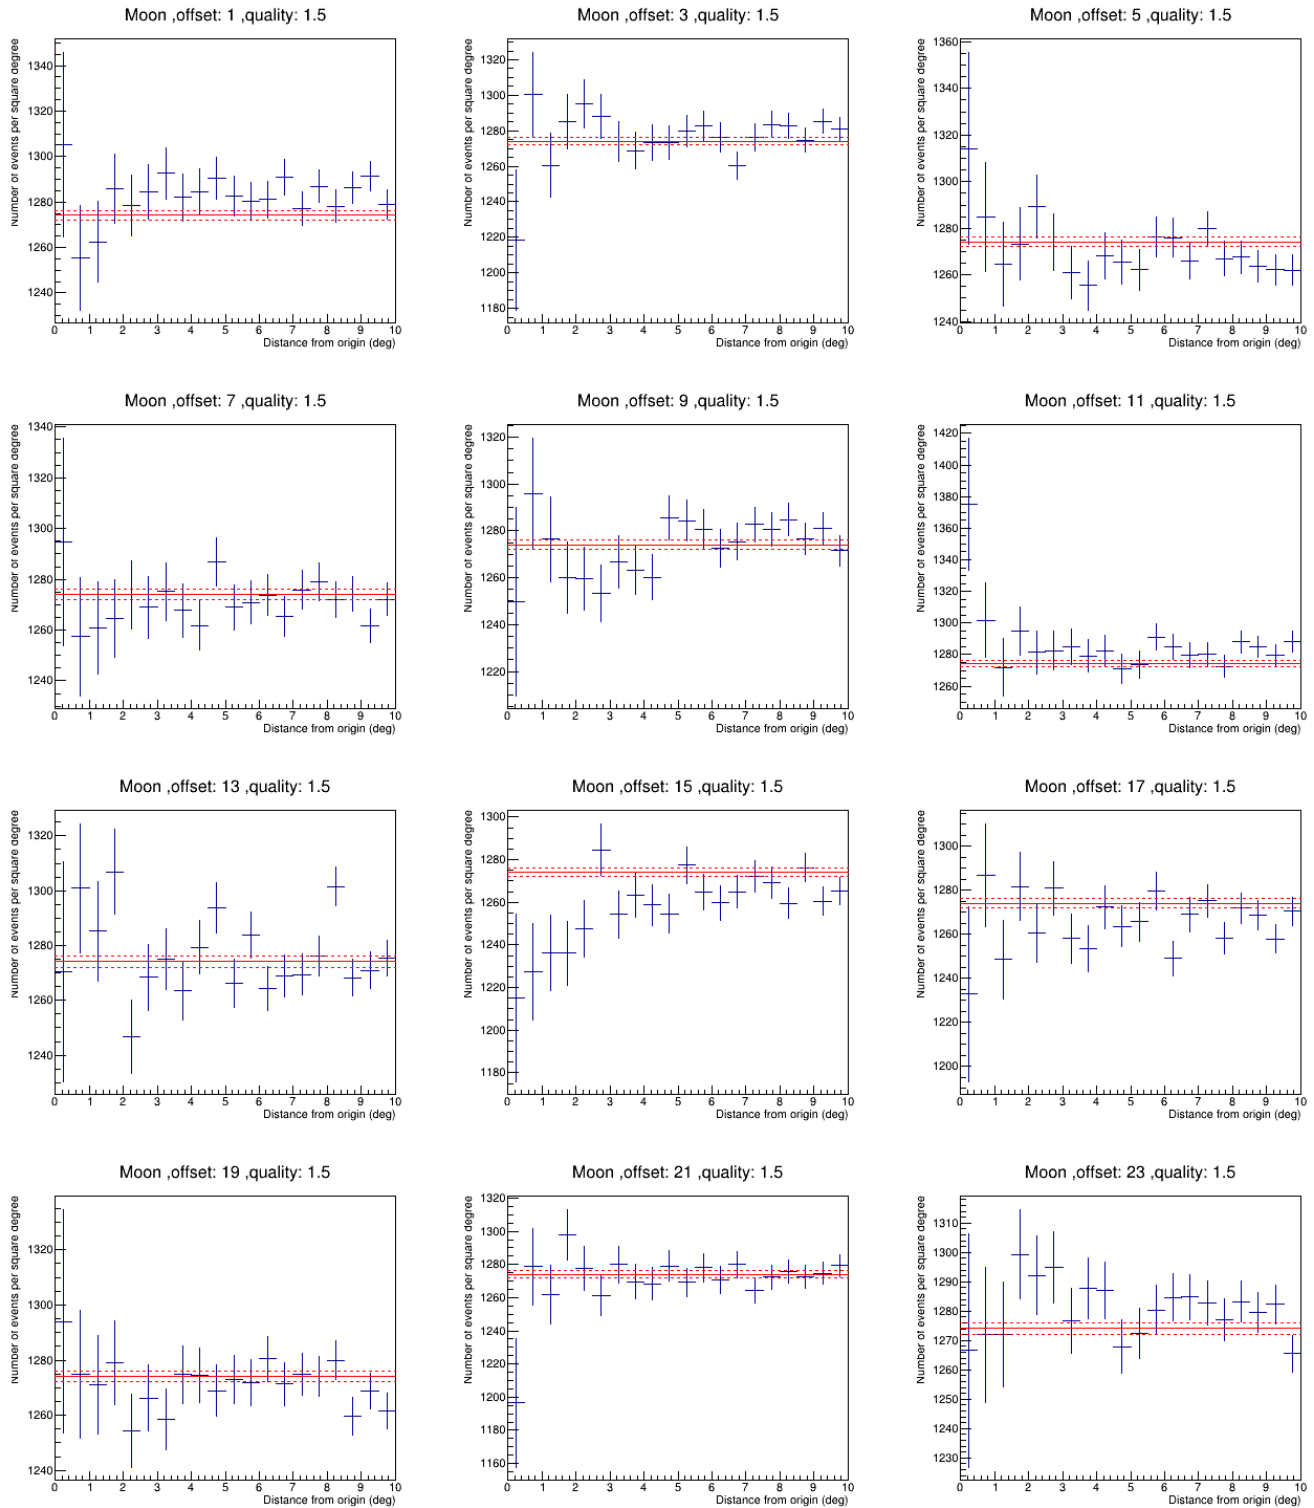 Moon ,offset: 1 ,quality: 1.5
Number of events per square degree
1340
1320
1300
1280
1260
1240
0 1 2 3 4 5 6 7 8 9 10
Distance from origin (deg)
Moon ,offset: 3 ,quality: 1.5
Number of events per square degree
1320
1300
1280
1260
1240
1220
1200
1180
0 1 2 3 4 5 6 7 8 9 10
Distance from origin (deg)
Moon ,offset: 5 ,quality: 1.5
Number of events per square degree
1360
1340
1320
1300
1280
1260
1240
0 1 2 3 4 5 6 7 8 9 10
Distance from origin (deg)
Moon ,offset: 7 ,quality: 1.5
Number of events per square degree
1340
1320
1300
1280
1260
1240
0 1 2 3 4 5 6 7 8 9 10
Distance from origin (deg)
Moon ,offset: 9 ,quality: 1.5
Number of events per square degree
1320
1300
1280
1260
1240
1220
0 1 2 3 4 5 6 7 8 9 10
Distance from origin (deg)
Moon ,offset: 11 ,quality: 1.5
Number of events per square degree
1420
1400
1380
1360
1340
1320
1300
1280
1260
0 1 2 3 4 5 6 7 8 9 10
Distance from origin (deg)
Moon ,offset: 13 ,quality: 1.5
Number of events per square degree
1320
1300
1280
1260
1240
0 1 2 3 4 5 6 7 8 9 10
Distance from origin (deg)
Moon ,offset: 15 ,quality: 1.5
Number of events per square degree
1300
1280
1260
1240
1220
1200
1180
0 1 2 3 4 5 6 7 8 9 10
Distance from origin (deg)
Moon ,offset: 17 ,quality: 1.5
Number of events per square degree
1300
1280
1260
1240
1220
1200
0 1 2 3 4 5 6 7 8 9 10
Distance from origin (deg)
Moon ,offset: 19 ,quality: 1.5
Number of events per square degree
1320
1300
1280
1260
1240
0 1 2 3 4 5 6 7 8 9 10
Distance from origin (deg)
Moon ,offset: 21 ,quality: 1.5
Number of events per square degree
1320
1300
1280
1260
1240
1220
1200
1180
1160
0 1 2 3 4 5 6 7 8 9 10
Distance from origin (deg)
Moon ,offset: 23 ,quality: 1.5
Number of events per square degree
1310
1300
1290
1280
1270
1260
1250
1240
1230
0 1 2 3 4 5 6 7 8 9 10
Distance from origin (deg)